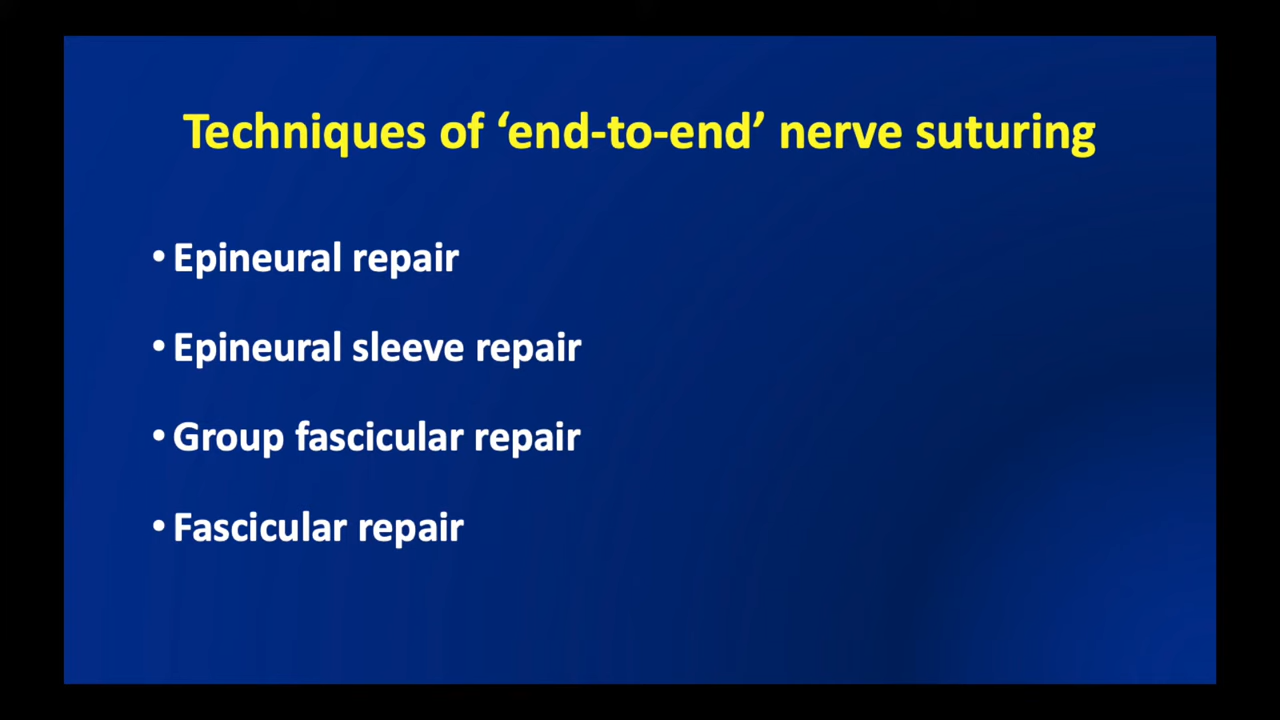 Techniques of ‘end-to-end’ nerve suturing
• Epineural repair
• Epineural sleeve repair
• Group fascicular repair
• Fascicular repair